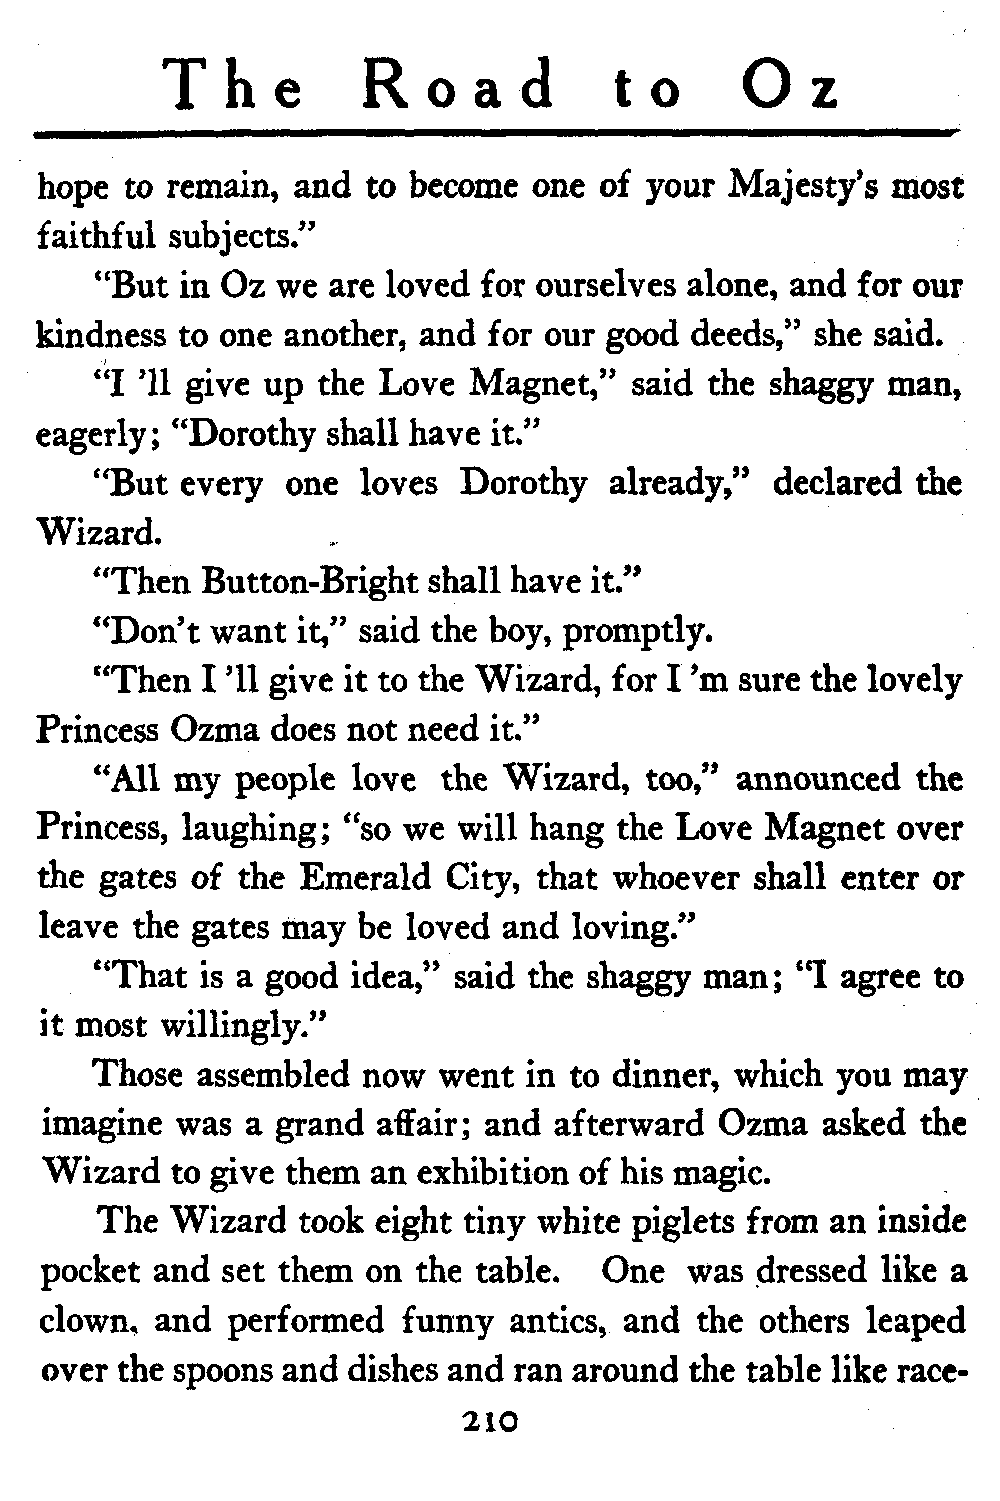 The Road to Oz
hope to remain, and to become one of your Majesty's most
faithful subjects.”
“But in Oz we are loved for ourselves alone, and for our
kindness to one another, and for our good deeds,” she said.
“I 'll give up the Love Magnet,” said the shaggy man,
eagerly; “Dorothy shall have it.”
“But every one loves Dorothy already,” declared the
Wizard.
“Then Button-Bright shall have it.”
“Don't want it,” said the boy, promptly.
“Then I 'll give it to the Wizard, for I 'm sure the lovely
Princess Ozma does not need it.”
“All my people love the Wizard, too,” announced the
Princess, laughing; “so we will hang the Love Magnet over
the gates of the Emerald City, that whoever shall enter or
leave the gates may be loved and loving.”
“That is a good idea,” said the shaggy man; “I agree to
it most willingly.”
Those assembled now went in to dinner, which you may
imagine was a grand affair; and afterward Ozma asked the
Wizard to give them an exhibition of his magic.
The Wizard took eight tiny white piglets from an inside
pocket and set them on the table. One was dressed like a
clown, and performed funny antics, and the others leaped
over the spoons and dishes and ran around the table like race-
210